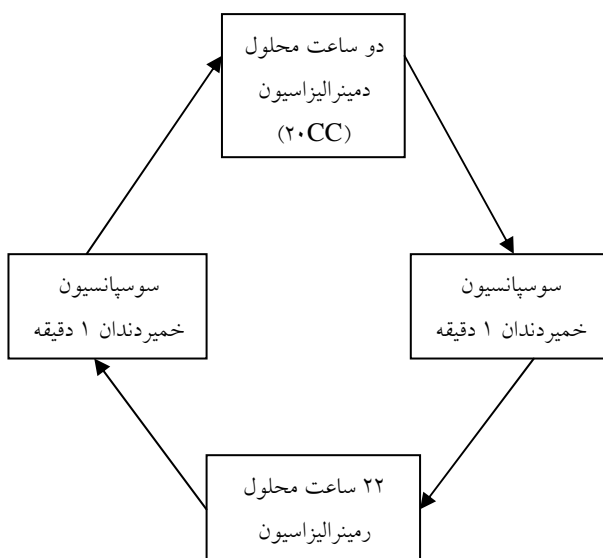 دو ساعت محلول
دمینرالیزاسیون
(۲۰CC)
سوسپانسیون
خمیردندان ۱ دقیقه
سوسپانسیون
خمیردندان ۱ دقیقه
۲۲ ساعت محلول
رمینرالیزاسیون